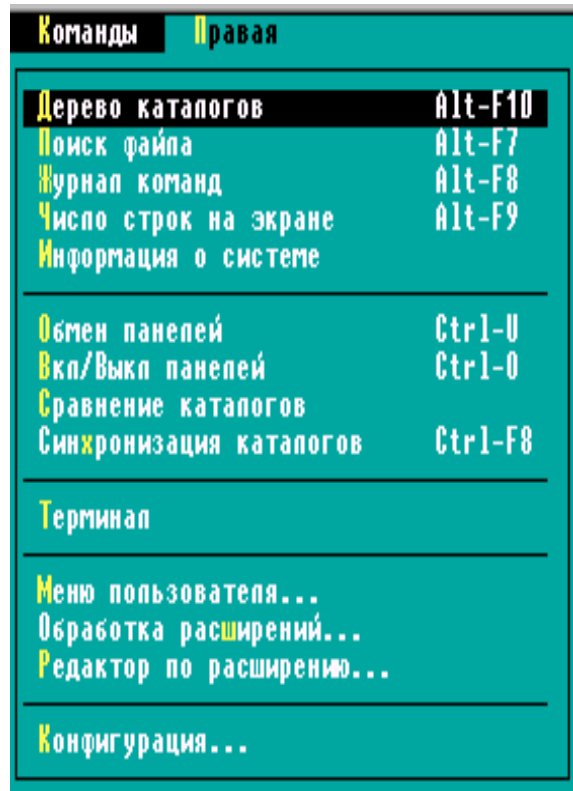 Команды Правая
Дерево каталогов Alt-F10
Поиск файла Alt-F7
Журнал команд Alt-F8
Число строк на экране Alt-F9
Информация о системе
Обмен панелей Ctrl-U
Вкл/Выкл панелей Ctrl-O
Сравнение каталогов
Синхронизация каталогов Ctrl-F8
Терминал
Меню пользователя...
Обработка расширений...
Редактор по расширению...
Конфигурация...